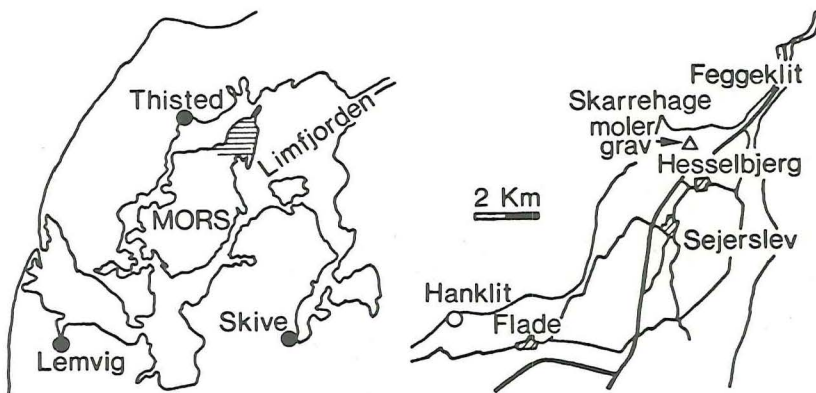 Thisted
Limfjorden
MORS
Skive
Lemvig
Feggeklit
Skarrehage
moler
grav
Hesselbjerg
2 Km
Sejerslev
Hanklit
Flade